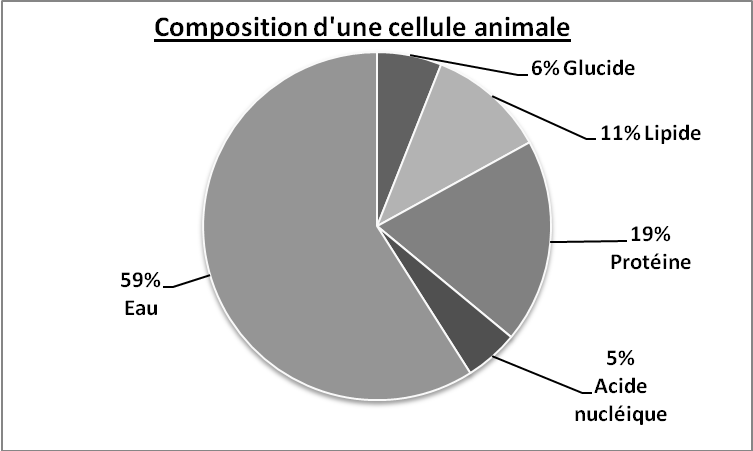 Composition d'une cellule animale
6% Glucide
11% Lipide
19%
Protéine
5%
Acide
nucléique
59%
Eau